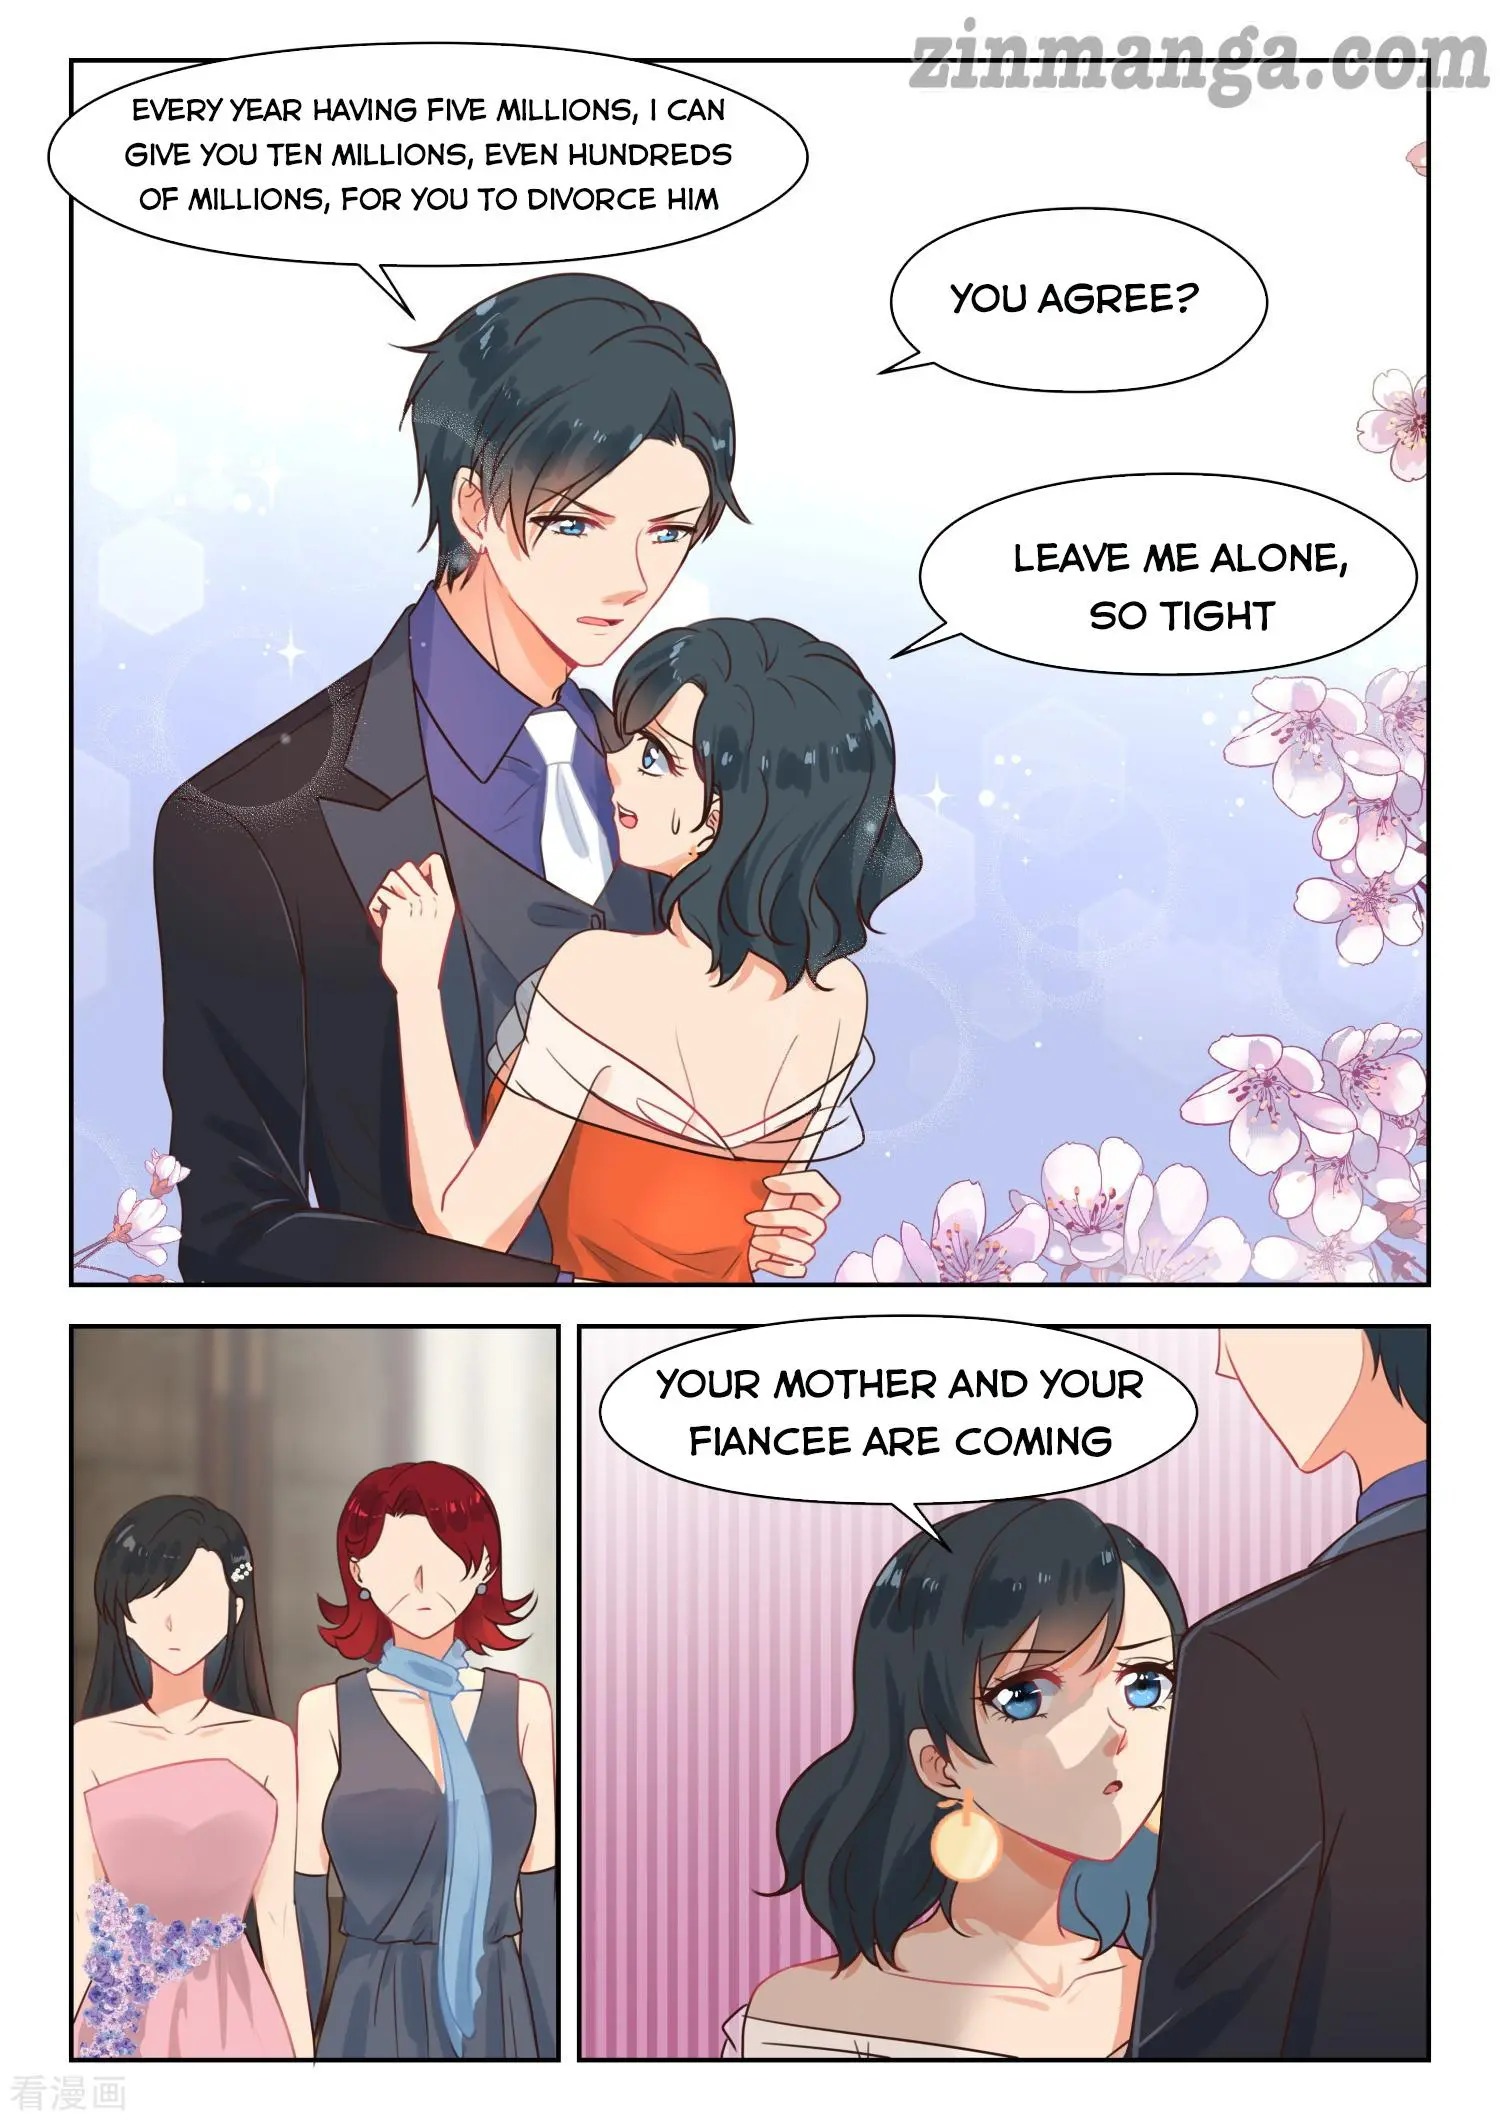 zinmanga.com
EVERY YEAR HAVING FIVE MILLIONS, I CAN
GIVE YOU TEN MILLIONS, EVEN HUNDREDS
OF MILLIONS, FOR YOU TO DIVORCE HIM
YOU AGREE?
LEAVE ME ALONE,
SO TIGHT
YOUR MOTHER AND YOUR
FIANCEE ARE COMING
看漫画